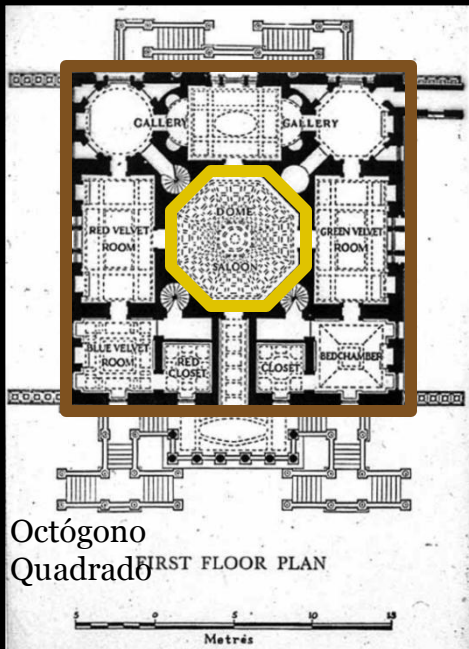 GALLERY GALLERY
DOME
RED VELVET
ROOM
GREEN VELVET
ROOM
SALOON
BLUE VELVET
ROOM
RED
CLOSET
CLOSET
BEDCHAMBER
Octógono
Quadrado
FIRST FLOOR PLAN
5 0 5 10 15
Metrés